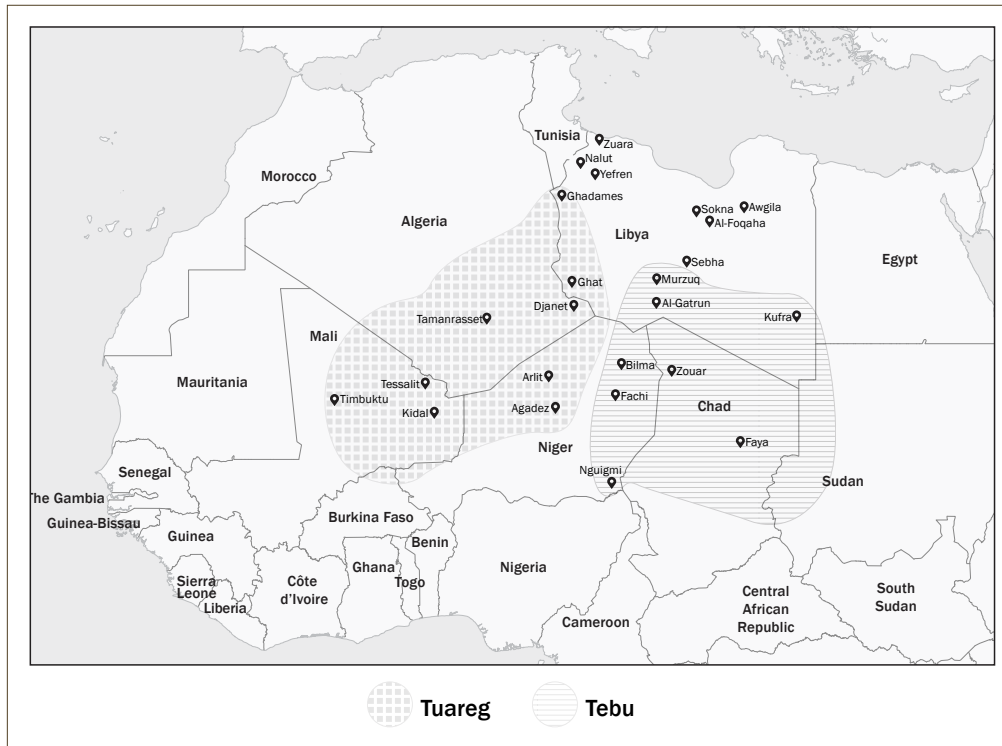 Tunisia
Zuara
Nalut
Yefren
Morocco
Ghadames
Algeria
Sokna
Awgila
Al-Foqaha
Libya
Egypt
Sebha
Murzuq
Ghat
Djanet
Al-Gatrun
Kufra
Tamanrasset
Mali
Mauritania
Tessalit
Timbuktu
Kidal
Arlit
Agadez
Bilma
Zouar
Fachi
Chad
Faya
Niger
Nguigmi
Sudan
Senegal
The Gambia
Guinea-Bissau
Guinea
Burkina Faso
Benin
Sierra
Leone
Liberia
Côte
d'Ivoire
Ghana
Togo
Nigeria
Cameroon
Central
African
Republic
South
Sudan
Tuareg
Tebu